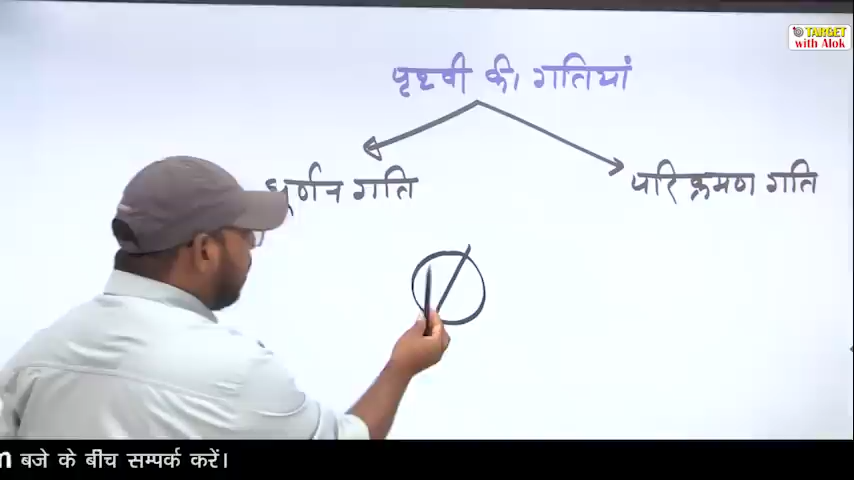 TARGET
with Alok
पृथ्वी की गतियां
घूर्णन गति
परिक्रमण गति
बजे के बीच सम्पर्क करें।